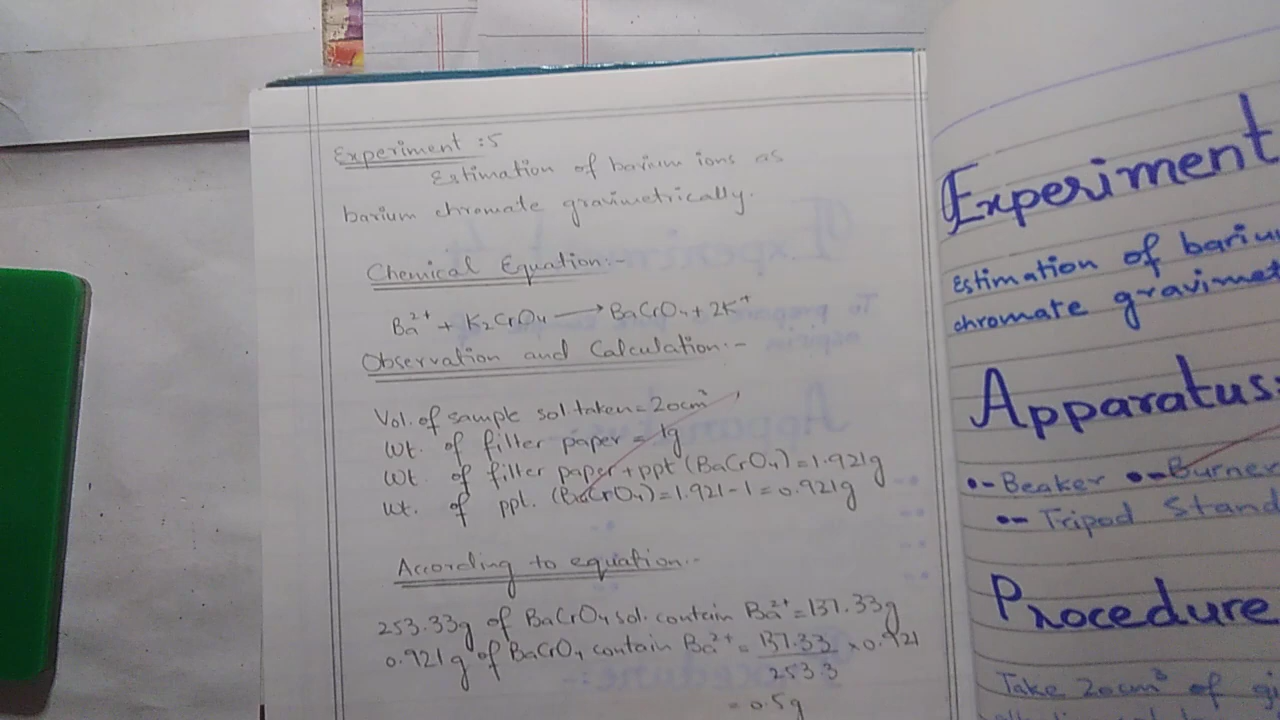 Experiment :5
Estimation of barium ions as
barium chromate gravimetrically.
Chemical Equation:-
Ba²⁺ + K₂CrO₄ ⟶ BaCrO₄ + 2K⁺
Observation and Calculation:-
Vol. of sample sol. taken = 20cm³
Wt. of filter paper = 1g
Wt of filter paper + ppt (BaCrO₄) = 1.921g
Wt. of ppt. (BaCrO₄) = 1.921 - 1 = 0.921g
According to equation:-
253.33g of BaCrO₄ sol. contain Ba²⁺ = 137.33g
0.921g of BaCrO₄ contain Ba²⁺ = 137.33/253.3 × 0.921
= 0.5g
Experiment
Estimation of bariu
chromate gravimet
Apparatus:
•- Beaker •- Burner
•- Tripod Stand
Procedure
Take 20cm³ of gi